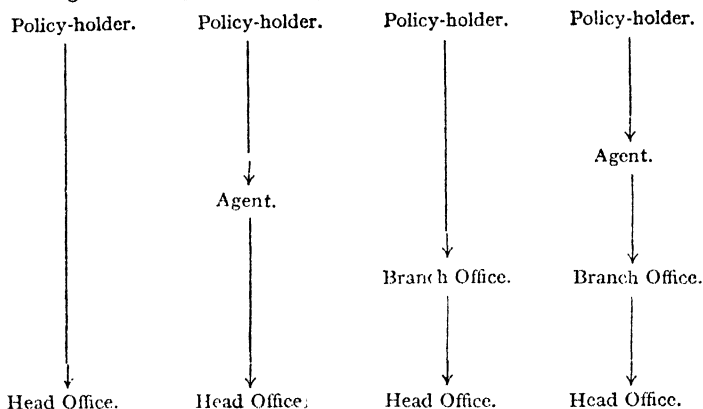 Policy-holder. Policy-holder. Policy-holder. Policy-holder.
Agent.
Agent.
Branch Office. Branch Office.
Head Office. Head Office. Head Office. Head Office.